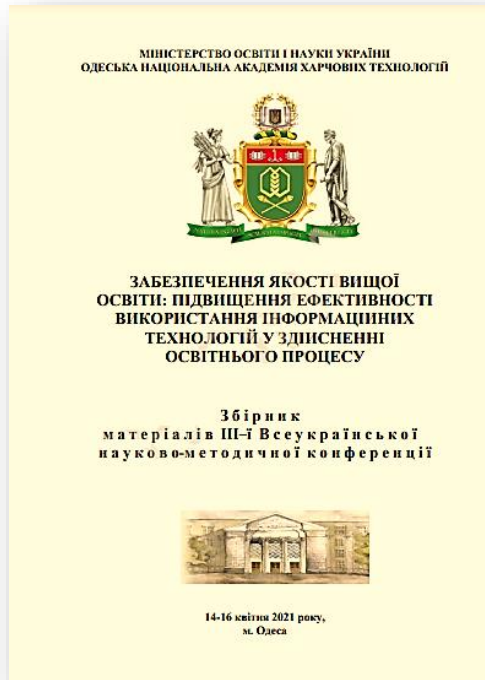 МІНІСТЕРСТВО ОСВІТИ І НАУКИ УКРАЇНИ
ОДЕСЬКА НАЦІОНАЛЬНА АКАДЕМІЯ ХАРЧОВИХ ТЕХНОЛОГІЙ
ЗАБЕЗПЕЧЕННЯ ЯКОСТІ ВИЩОЇ
ОСВІТИ: ПІДВИЩЕННЯ ЕФЕКТИВНОСТІ
ВИКОРИСТАННЯ ІНФОРМАЦІЙНИХ
ТЕХНОЛОГІЙ У ЗДІЙСНЕННІ
ОСВІТНЬОГО ПРОЦЕСУ
Збірник
матеріалів ІІІ–ї Всеукраїнської
науково-методичної конференції
14-16 квітня 2021 року,
м. Одеса